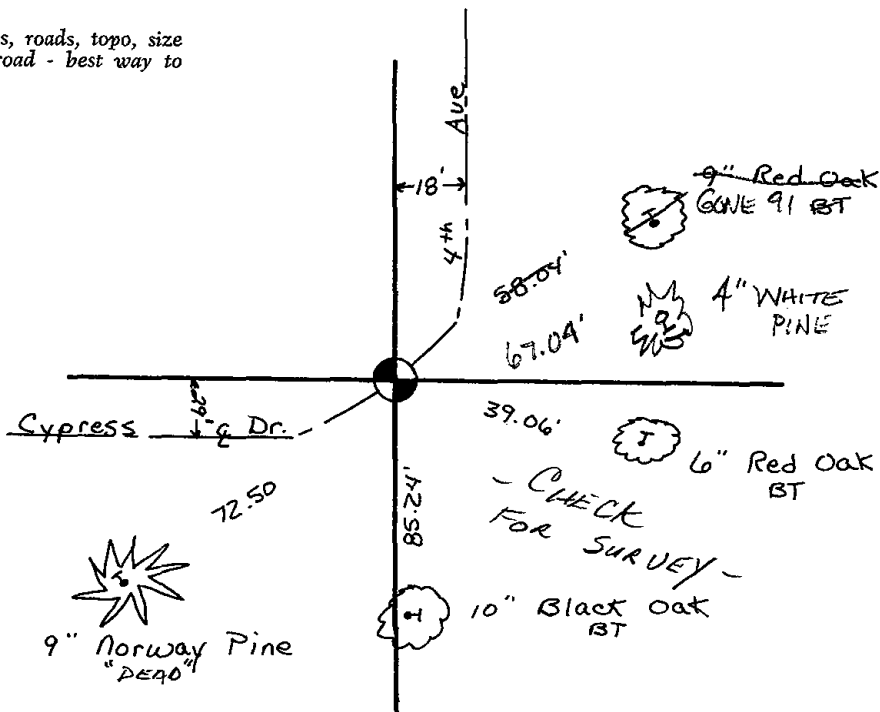 s, roads, topo, size
road - best way to
Ave
18'
4th
9" Red Oak
GONE 91 BT
58.04'
4" WHITE
PINE
67.04'
29'
Cypress ⅊ Dr.
39.06'
6" Red Oak
BT
72.50
85.24'
- CHECK
FOR SURVEY -
10" Black Oak
BT
9" Norway Pine
"DEAD"